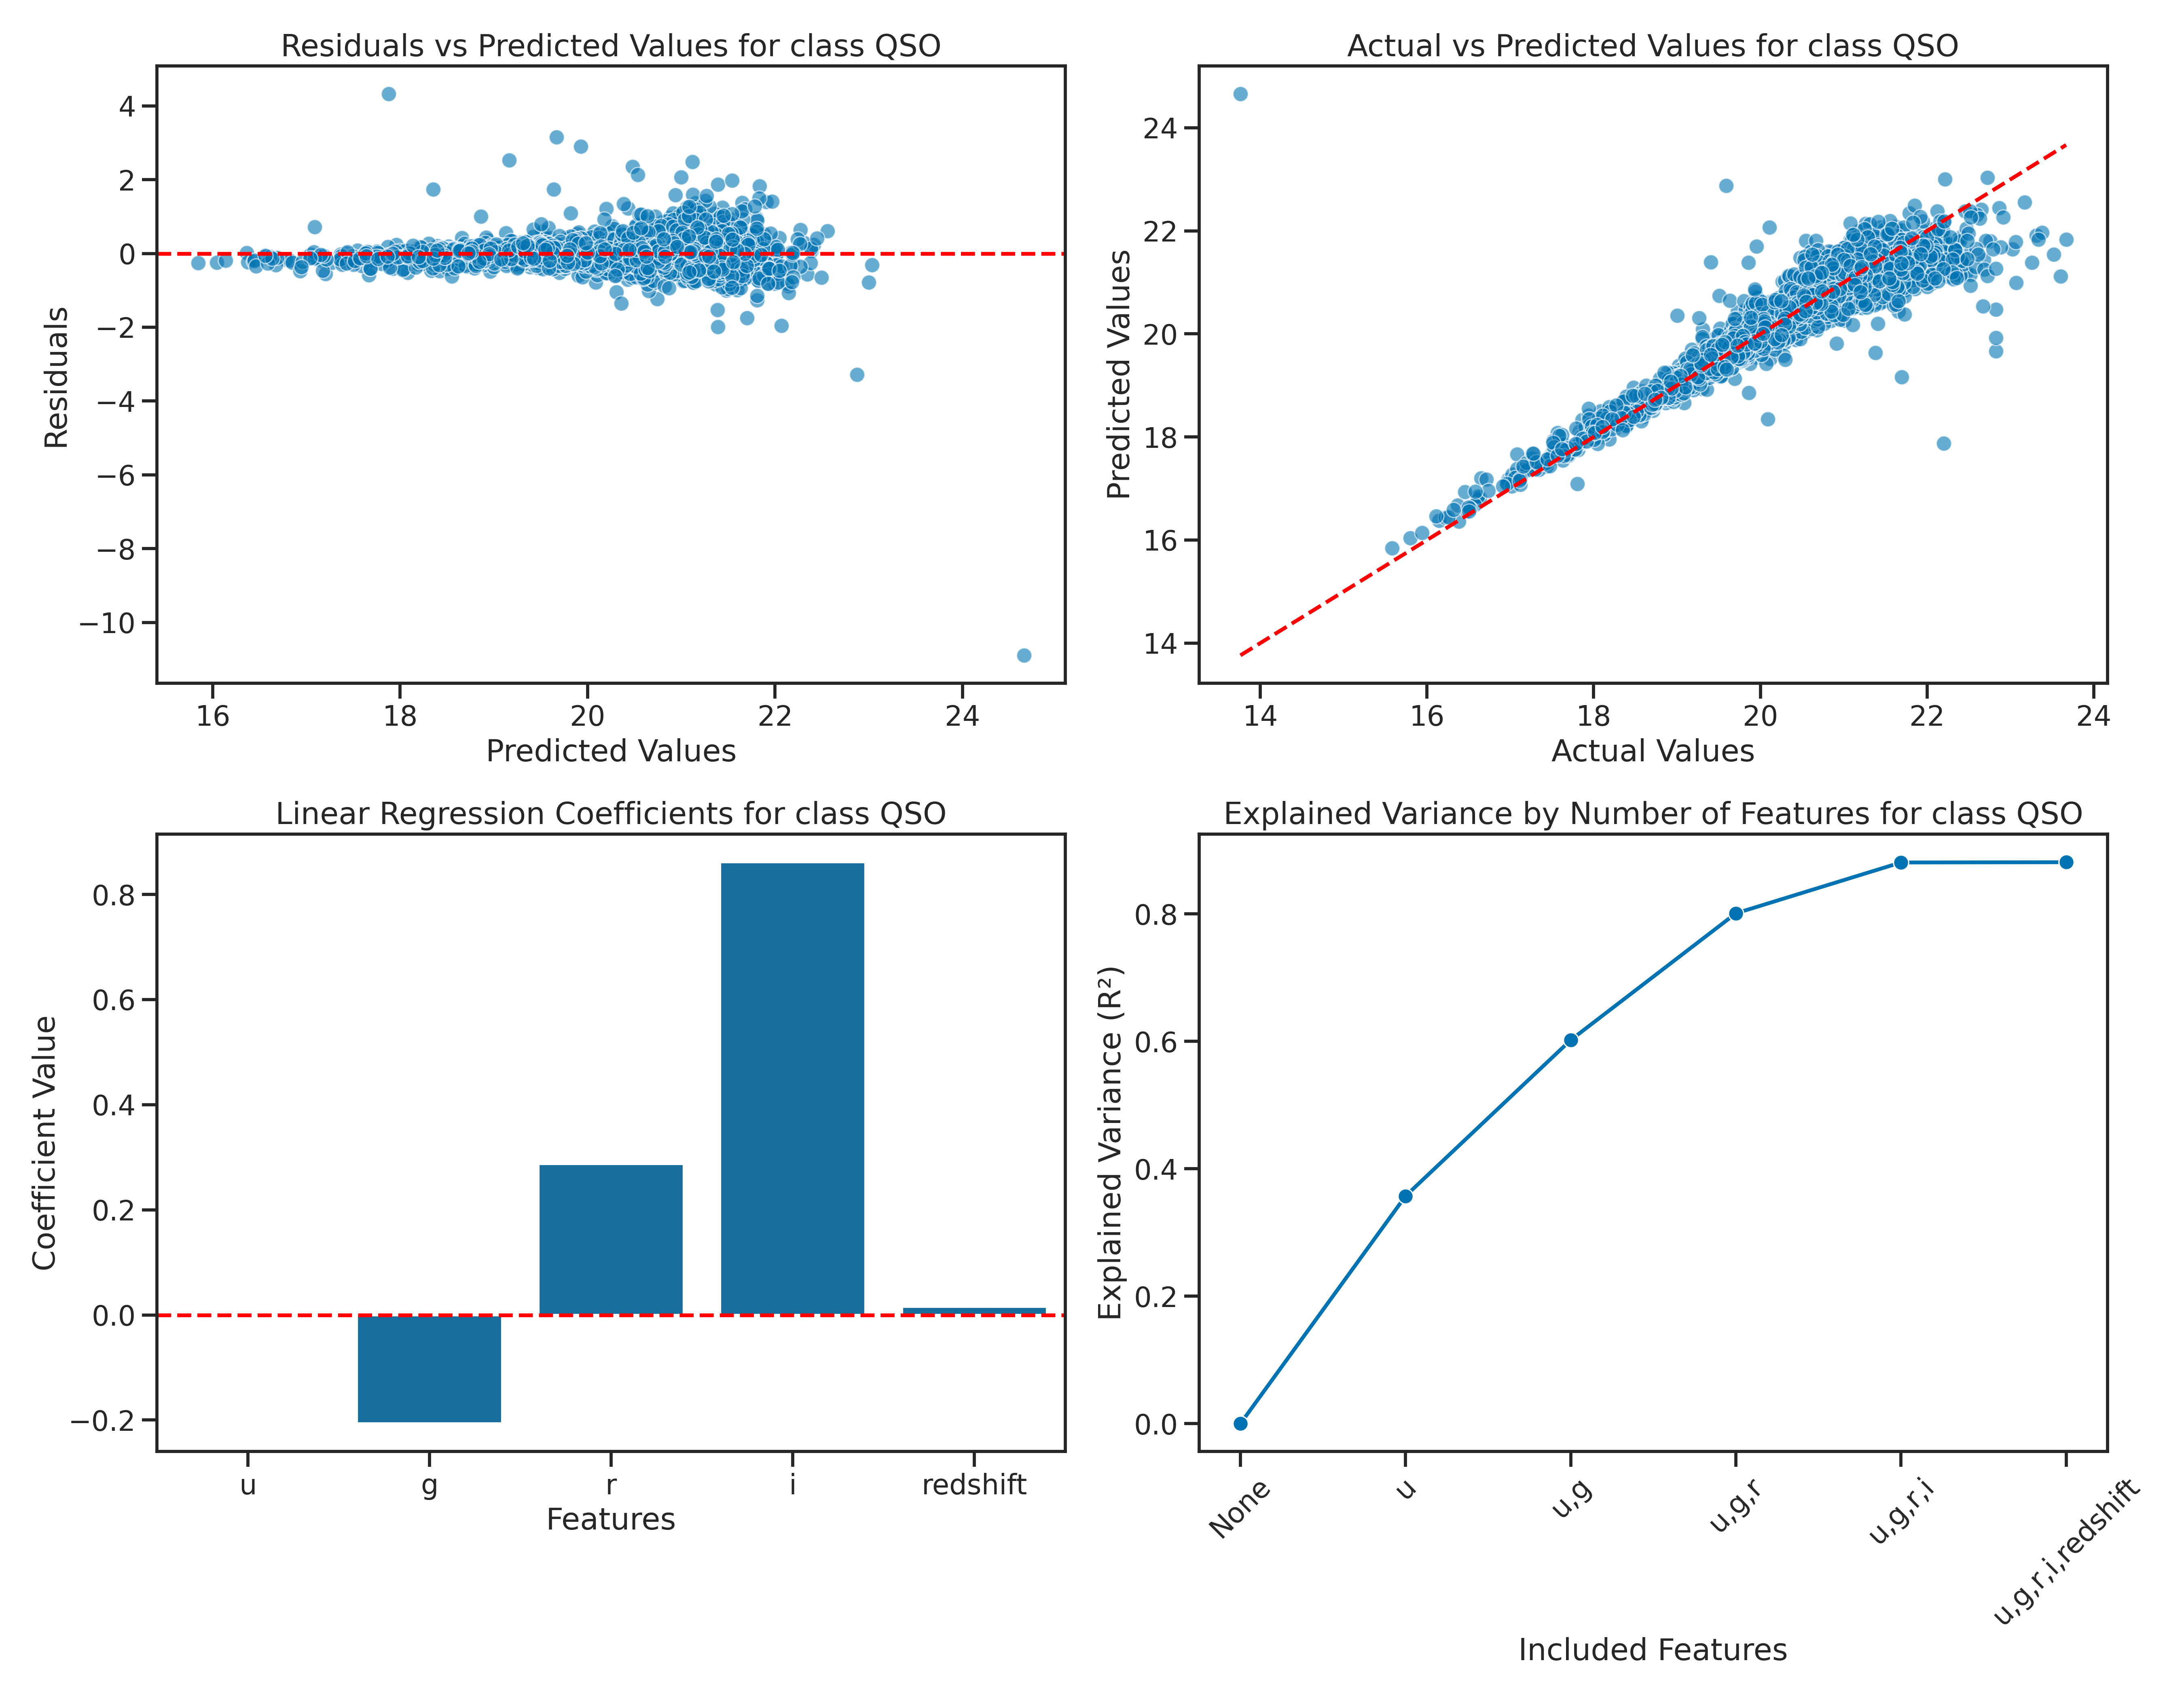 Residuals vs Predicted Values for class QSO
4
2
0
−2
−4
−6
−8
−10
Residuals
16 18 20 22 24
Predicted Values
Actual vs Predicted Values for class QSO
24
22
20
18
16
14
Predicted Values
14 16 18 20 22 24
Actual Values
Linear Regression Coefficients for class QSO
0.8
0.6
0.4
0.2
0.0
−0.2
Coefficient Value
u g r i redshift
Features
Explained Variance by Number of Features for class QSO
0.8
0.6
0.4
0.2
0.0
Explained Variance (R²)
None u u,g u,g,r u,g,r,i u,g,r,i,redshift
Included Features